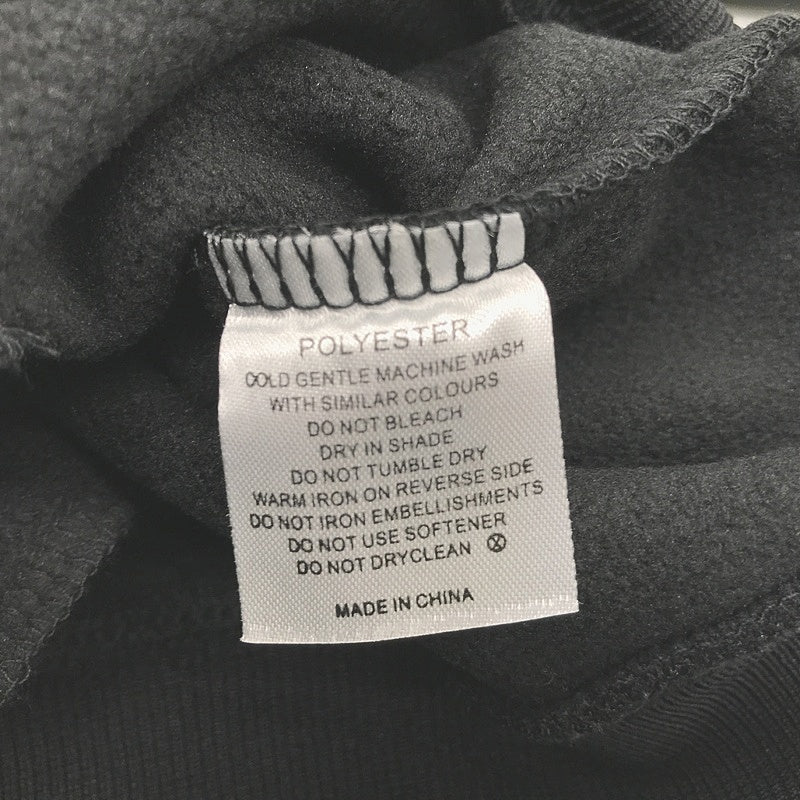 POLYESTER
COLD GENTLE MACHINE WASH
WITH SIMILAR COLOURS
DO NOT BLEACH
DRY IN SHADE
DO NOT TUMBLE DRY
WARM IRON ON REVERSE SIDE
DO NOT IRON EMBELLISHMENTS
DO NOT USE SOFTENER
DO NOT DRYCLEAN
MADE IN CHINA